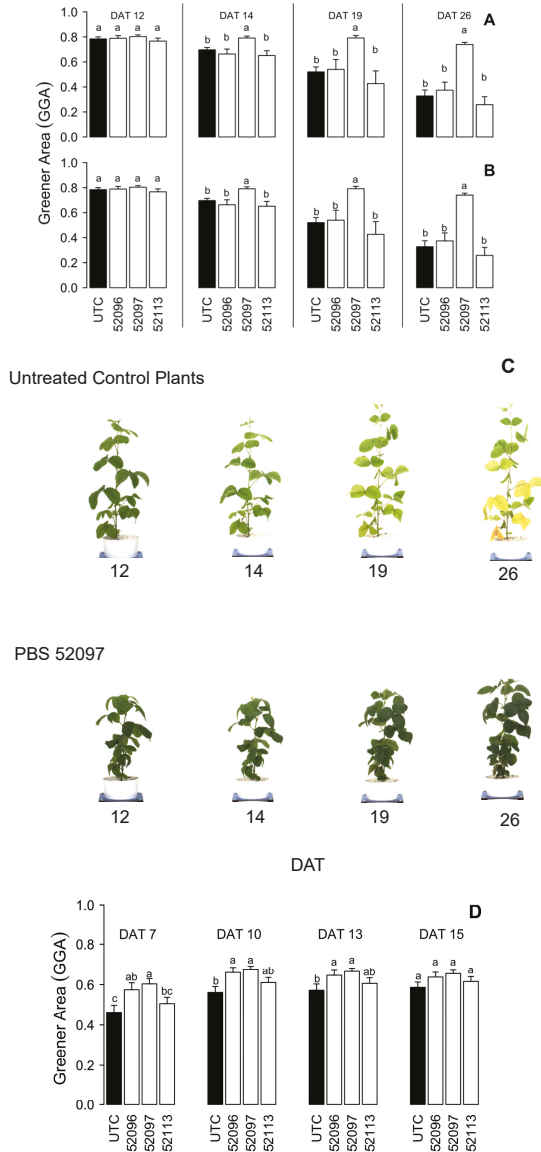 DAT 12 DAT 14 DAT 19 DAT 26 A
1.0
0.8
0.6
0.4
0.2
0.0
a a a a b b a b b b a b b b a b
Greener Area (GGA)
B
1.0
0.8
0.6
0.4
0.2
0.0
a a a a b b a b b b a b b b a b
UTC 52096 52097 52113 UTC 52096 52097 52113 UTC 52096 52097 52113 UTC 52096 52097 52113
C
Untreated Control Plants
12 14 19 26
PBS 52097
12 14 19 26
DAT
D
1.0
0.8
0.6
0.4
0.2
0.0
Greener Area (GGA)
DAT 7 DAT 10 DAT 13 DAT 15
c ab a bc b a a ab b a a ab a a a a
UTC 52096 52097 52113 UTC 52096 52097 52113 UTC 52096 52097 52113 UTC 52096 52097 52113